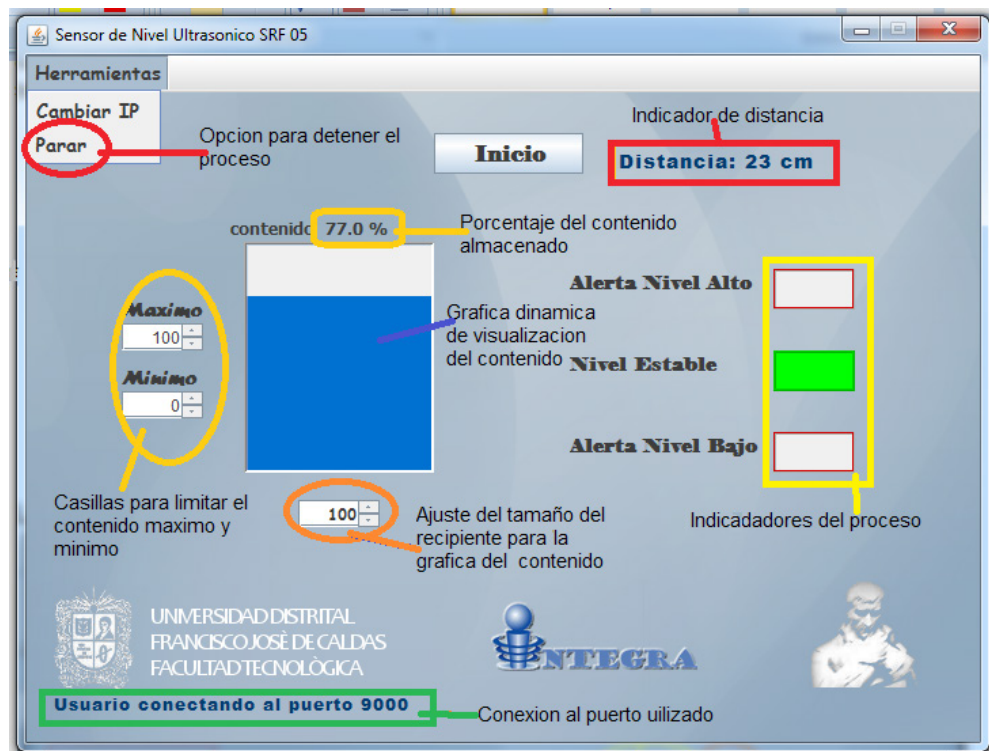 Sensor de Nivel Ultrasonico SRF 05
Herramientas
Cambiar IP
Parar
Opcion para detener el
proceso
Inicio
Indicador de distancia
Distancia: 23 cm
contenido 77.0 %
Porcentaje del contenido
almacenado
Maximo
100
Minimo
0
Grafica dinamica
de visualizacion
del contenido
Alerta Nivel Alto
Nivel Estable
Alerta Nivel Bajo
Casillas para limitar el
contenido maximo y
minimo
100
Ajuste del tamaño del
recipiente para la
grafica del contenido
Indicadadores del proceso
UNIVERSIDAD DISTRITAL
FRANCISCO JOSÈ DE CALDAS
FACULTAD TECNOLÒGICA
INTEGRA
Usuario conectando al puerto 9000
Conexion al puerto uilizado